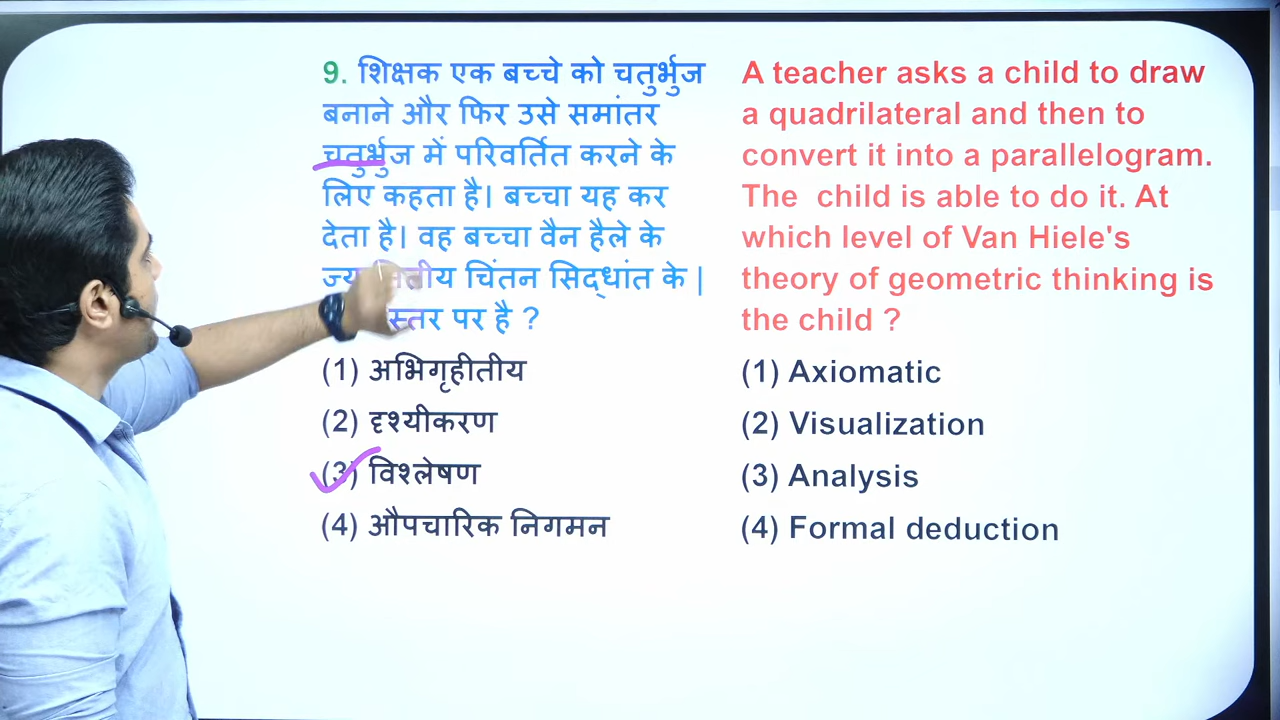 9. शिक्षक एक बच्चे को चतुर्भुज
बनाने और फिर उसे समांतर
चतुर्भुज में परिवर्तित करने के
लिए कहता है। बच्चा यह कर
देता है। वह बच्चा वैन हैले के
चिंतन सिद्धांत के |
स्तर पर है ?
(1) अभिगृहीतीय
(2) दृश्यीकरण
(3) विश्लेषण
(4) औपचारिक निगमन
A teacher asks a child to draw
a quadrilateral and then to
convert it into a parallelogram.
The child is able to do it. At
which level of Van Hiele's
theory of geometric thinking is
the child ?
(1) Axiomatic
(2) Visualization
(3) Analysis
(4) Formal deduction